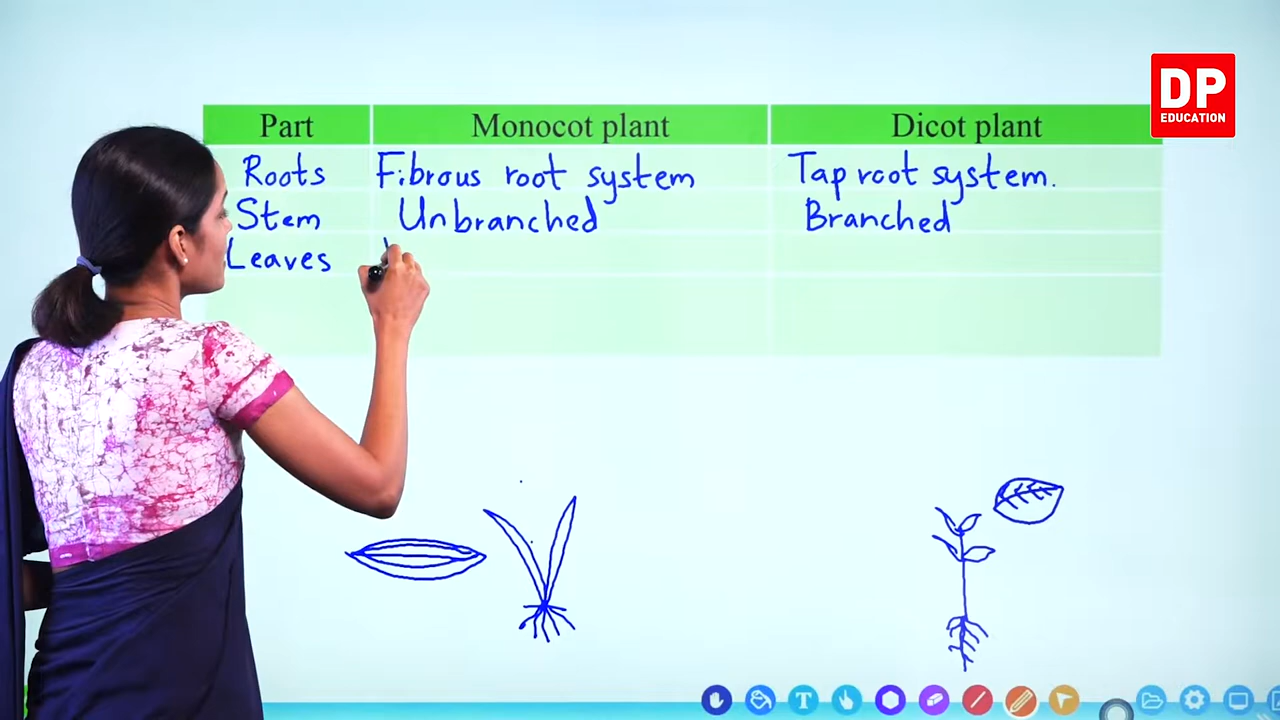 DP
EDUCATION
Part Monocot plant Dicot plant
Roots Fibrous root system Tap root system.
Stem Unbranched Branched
Leaves